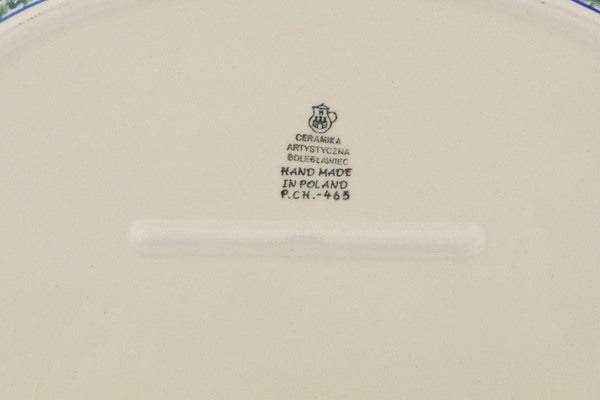 CERAMIKA
ARTYSTYCZNA
BOLESŁAWIEC
HAND MADE
IN POLAND
P.CH.-465